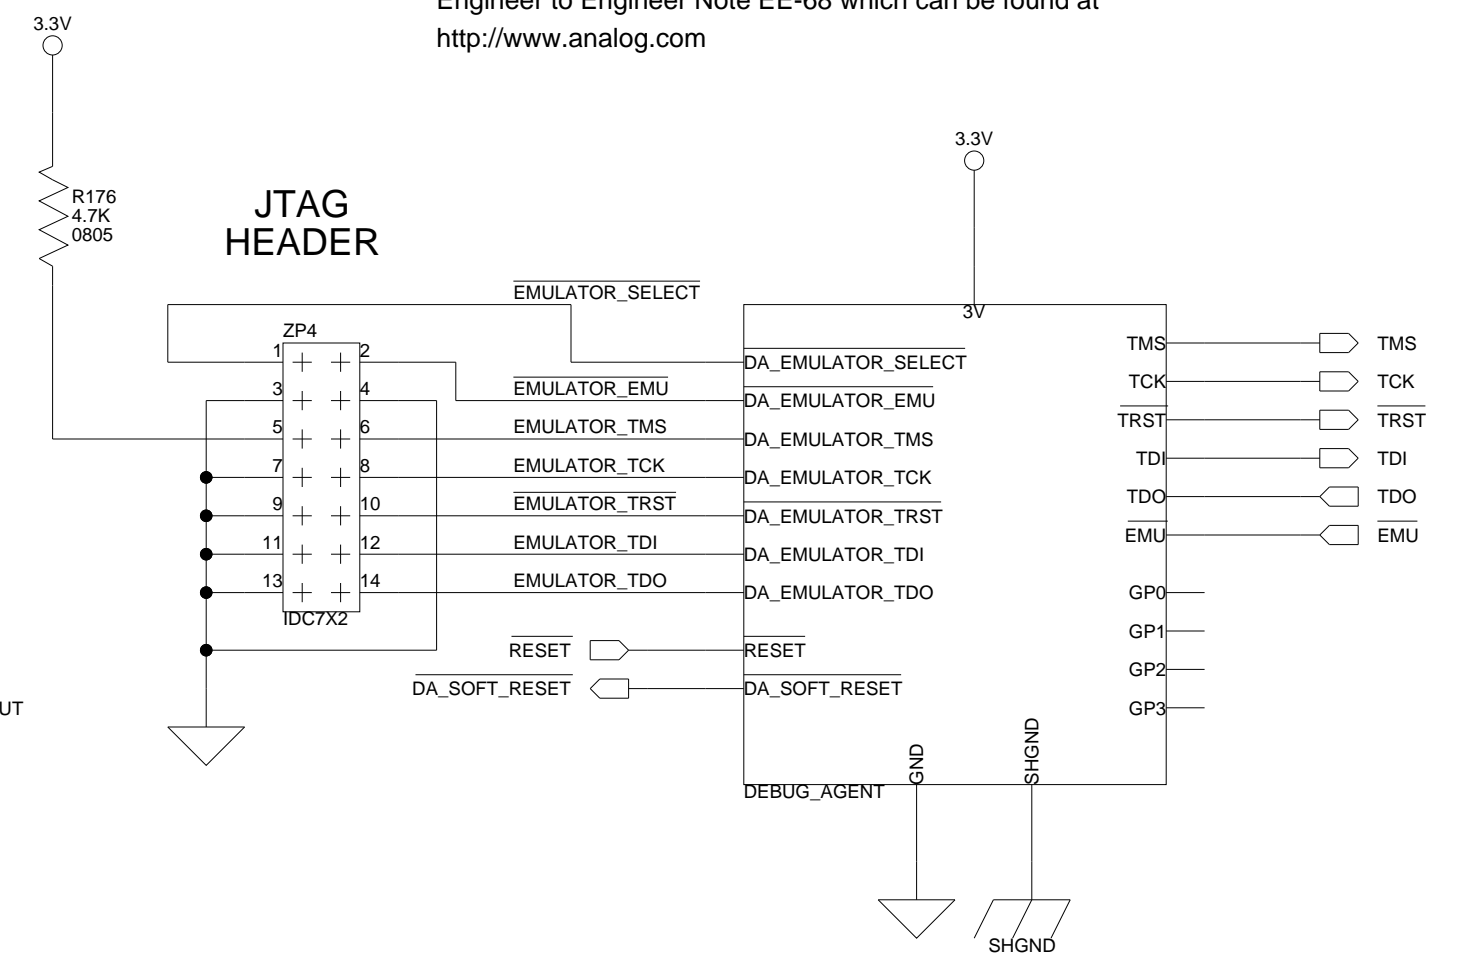 Engineer to Engineer Note EE-68 which can be found at
http://www.analog.com
3.3V
R176
4.7K
0805
JTAG
HEADER
3.3V
EMULATOR_SELECT
3V
ZP4
1 2
3 4
5 6
7 8
9 10
11 12
13 14
IDC7X2
EMULATOR_EMU
EMULATOR_TMS
EMULATOR_TCK
EMULATOR_TRST
EMULATOR_TDI
EMULATOR_TDO
RESET
DA_SOFT_RESET
DA_EMULATOR_SELECT
DA_EMULATOR_EMU
DA_EMULATOR_TMS
DA_EMULATOR_TCK
DA_EMULATOR_TRST
DA_EMULATOR_TDI
DA_EMULATOR_TDO
RESET
DA_SOFT_RESET
TMS TMS
TCK TCK
TRST TRST
TDI TDI
TDO TDO
EMU EMU
GP0
GP1
GP2
GP3
UT
GND
SHGND
DEBUG_AGENT
SHGND